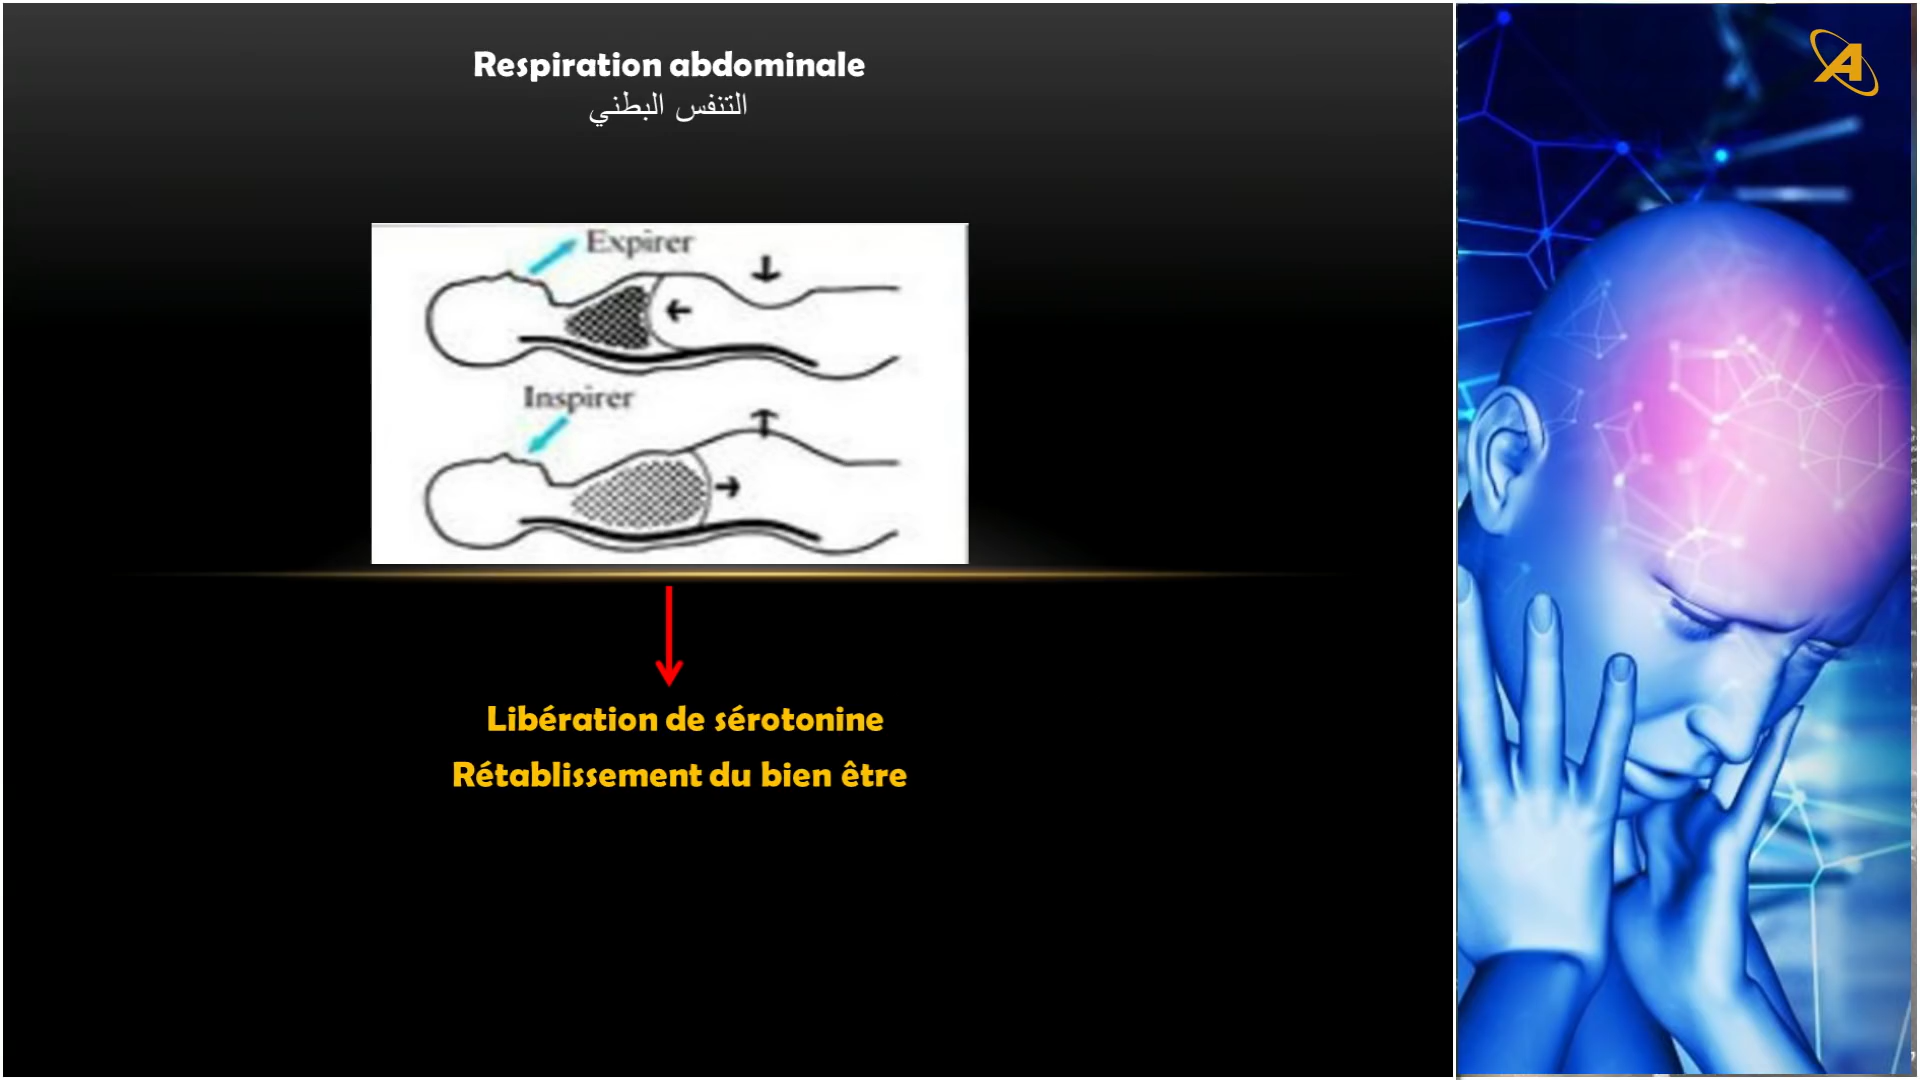 Respiration abdominale
التنفس البطني
Expirer
Inspirer
Libération de sérotonine
Rétablissement du bien être